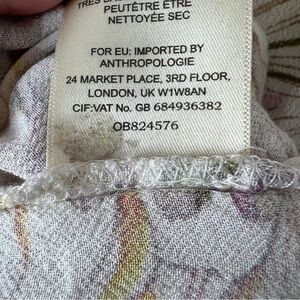 PEUTÊTRE ÊTRE
NETTOYÉE SEC
FOR EU: IMPORTED BY
ANTHROPOLOGIE
24 MARKET PLACE, 3RD FLOOR,
LONDON, UK W1W8AN
CIF:VAT No. GB 684936382
OB824576